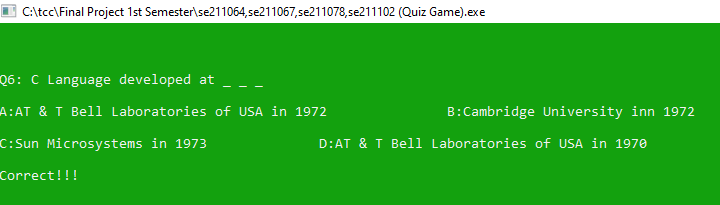 C:\tcc\Final Project 1st Semester\se211064,se211067,se211078,se211102 (Quiz Game).exe
Q6: C Language developed at _ _ _
A:AT & T Bell Laboratories of USA in 1972 B:Cambridge University inn 1972
C:Sun Microsystems in 1973 D:AT & T Bell Laboratories of USA in 1970
Correct!!!